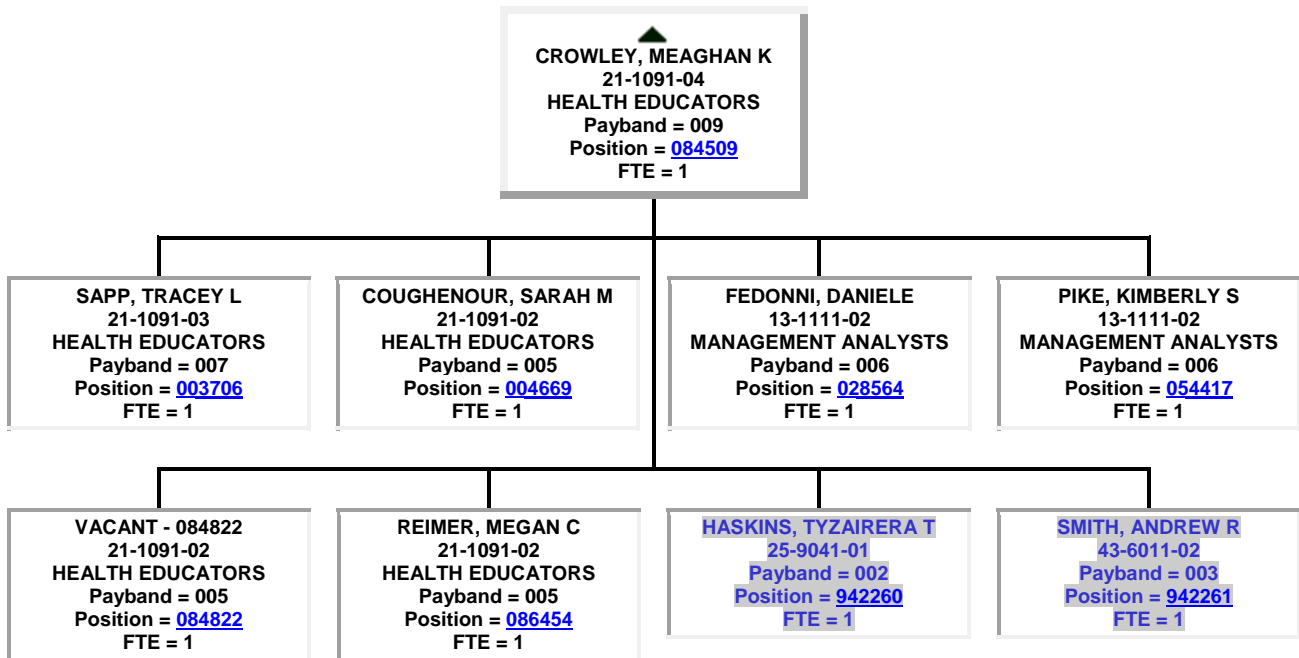 CROWLEY, MEAGHAN K
21-1091-04
HEALTH EDUCATORS
Payband = 009
Position = 084509
FTE = 1
SAPP, TRACEY L
21-1091-03
HEALTH EDUCATORS
Payband = 007
Position = 003706
FTE = 1
COUGHENOUR, SARAH M
21-1091-02
HEALTH EDUCATORS
Payband = 005
Position = 004669
FTE = 1
FEDONNI, DANIELE
13-1111-02
MANAGEMENT ANALYSTS
Payband = 006
Position = 028564
FTE = 1
PIKE, KIMBERLY S
13-1111-02
MANAGEMENT ANALYSTS
Payband = 006
Position = 054417
FTE = 1
VACANT - 084822
21-1091-02
HEALTH EDUCATORS
Payband = 005
Position = 084822
FTE = 1
REIMER, MEGAN C
21-1091-02
HEALTH EDUCATORS
Payband = 005
Position = 086454
FTE = 1
HASKINS, TYZAIRERA T
25-9041-01
Payband = 002
Position = 942260
FTE = 1
SMITH, ANDREW R
43-6011-02
Payband = 003
Position = 942261
FTE = 1